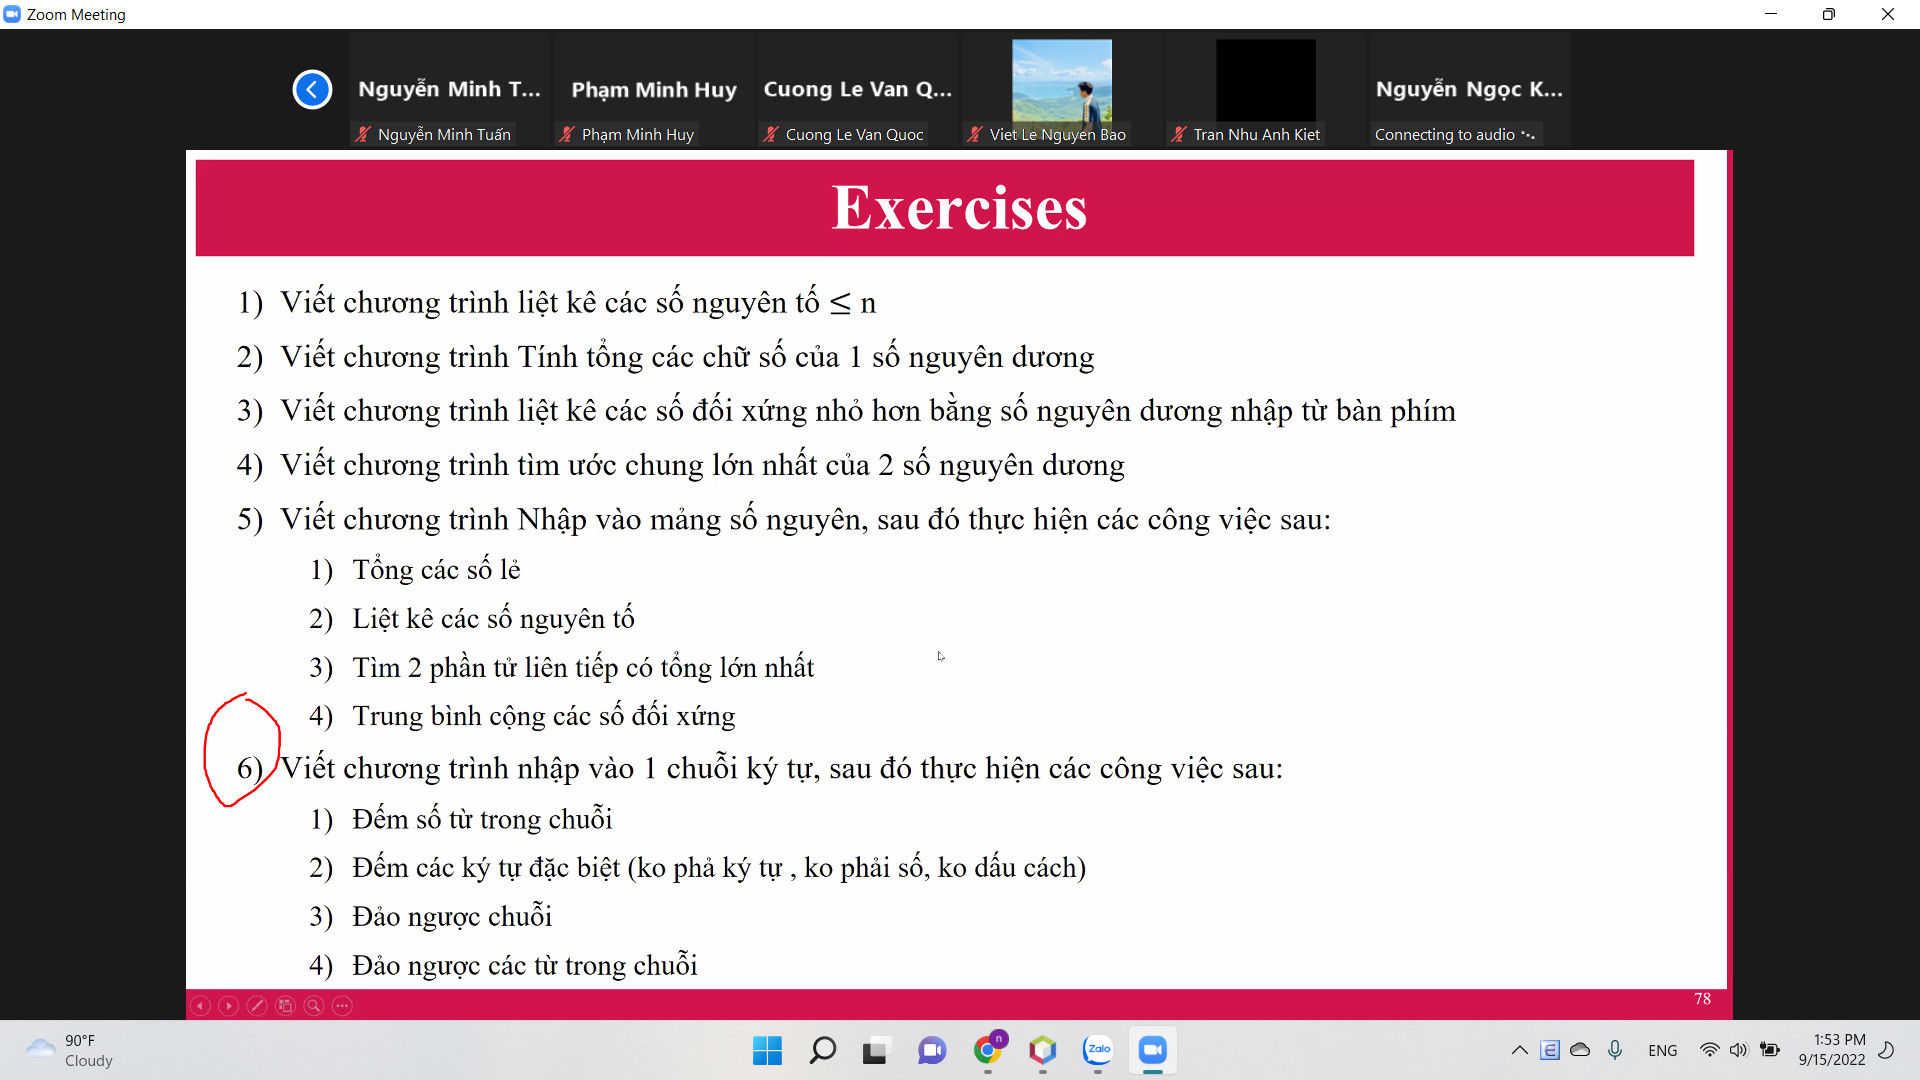 Zoom Meeting
Nguyễn Minh T...
Phạm Minh Huy
Cuong Le Van Q...
Nguyễn Ngọc K...
Nguyễn Minh Tuấn
Phạm Minh Huy
Cuong Le Van Quoc
Viet Le Nguyen Bao
Tran Nhu Anh Kiet
Connecting to audio
Exercises
1) Viết chương trình liệt kê các số nguyên tố ≤ n
2) Viết chương trình Tính tổng các chữ số của 1 số nguyên dương
3) Viết chương trình liệt kê các số đối xứng nhỏ hơn bằng số nguyên dương nhập từ bàn phím
4) Viết chương trình tìm ước chung lớn nhất của 2 số nguyên dương
5) Viết chương trình Nhập vào mảng số nguyên, sau đó thực hiện các công việc sau:
1) Tổng các số lẻ
2) Liệt kê các số nguyên tố
3) Tìm 2 phần tử liên tiếp có tổng lớn nhất
4) Trung bình cộng các số đối xứng
6) Viết chương trình nhập vào 1 chuỗi ký tự, sau đó thực hiện các công việc sau:
1) Đếm số từ trong chuỗi
2) Đếm các ký tự đặc biệt (ko phả ký tự , ko phải số, ko dấu cách)
3) Đảo ngược chuỗi
4) Đảo ngược các từ trong chuỗi
78
90°F
Cloudy
n
Zalo
E
ENG
1:53 PM
9/15/2022